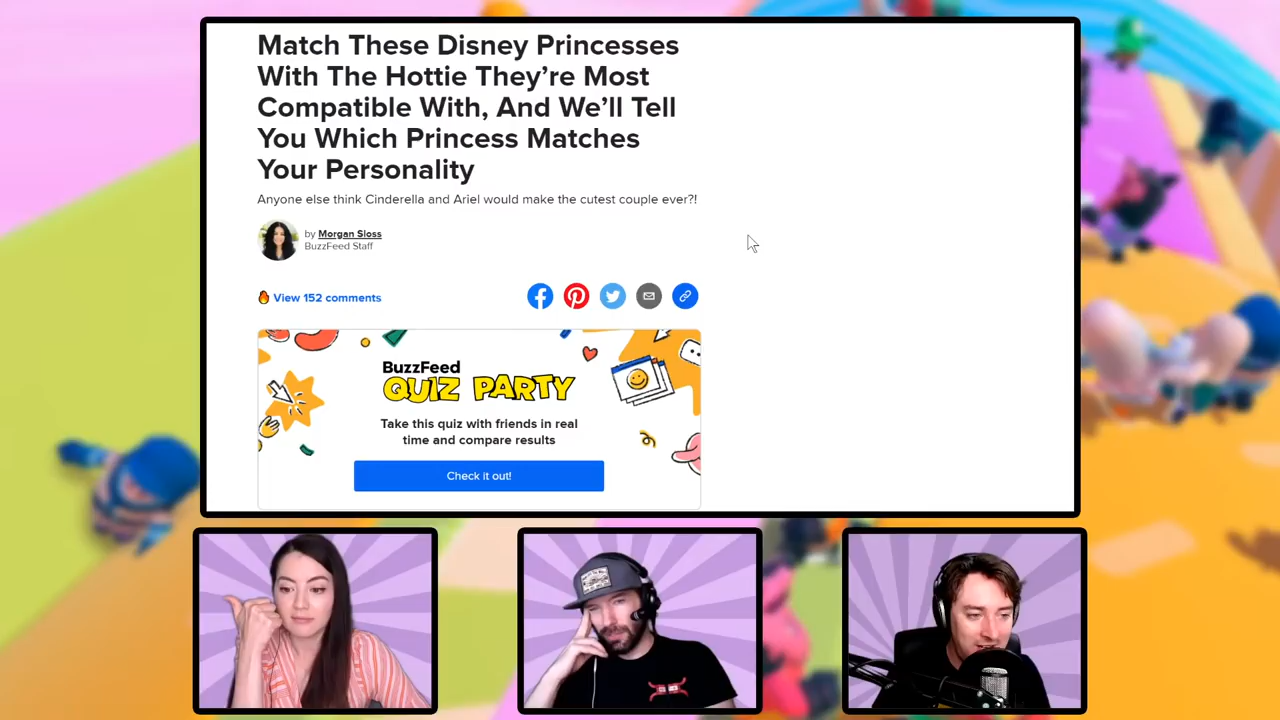 Match These Disney Princesses
With The Hottie They’re Most
Compatible With, And We’ll Tell
You Which Princess Matches
Your Personality
Anyone else think Cinderella and Ariel would make the cutest couple ever?!
by Morgan Sloss
BuzzFeed Staff
View 152 comments
BuzzFeed
QUIZ PARTY
Take this quiz with friends in real
time and compare results
Check it out!